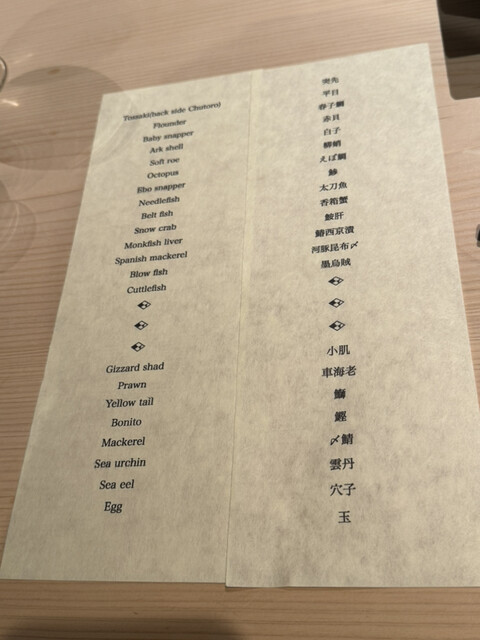 Tossaki(back side Chutoro)
Flounder
Baby snapper
Ark shell
Soft roe
Octopus
Ebo snapper
Needlefish
Belt fish
Snow crab
Monkfish liver
Spanish mackerel
Blow fish
Cuttlefish
Gizzard shad
Prawn
Yellow tail
Bonito
Mackerel
Sea urchin
Sea eel
Egg
突先
平目
春子鯛
赤貝
白子
柳蛸
えぼ鯛
鱵
太刀魚
香箱蟹
鮟肝
鰆西京漬
河豚昆布〆
墨烏賊
小肌
車海老
鰤
鰹
〆鯖
雲丹
穴子
玉